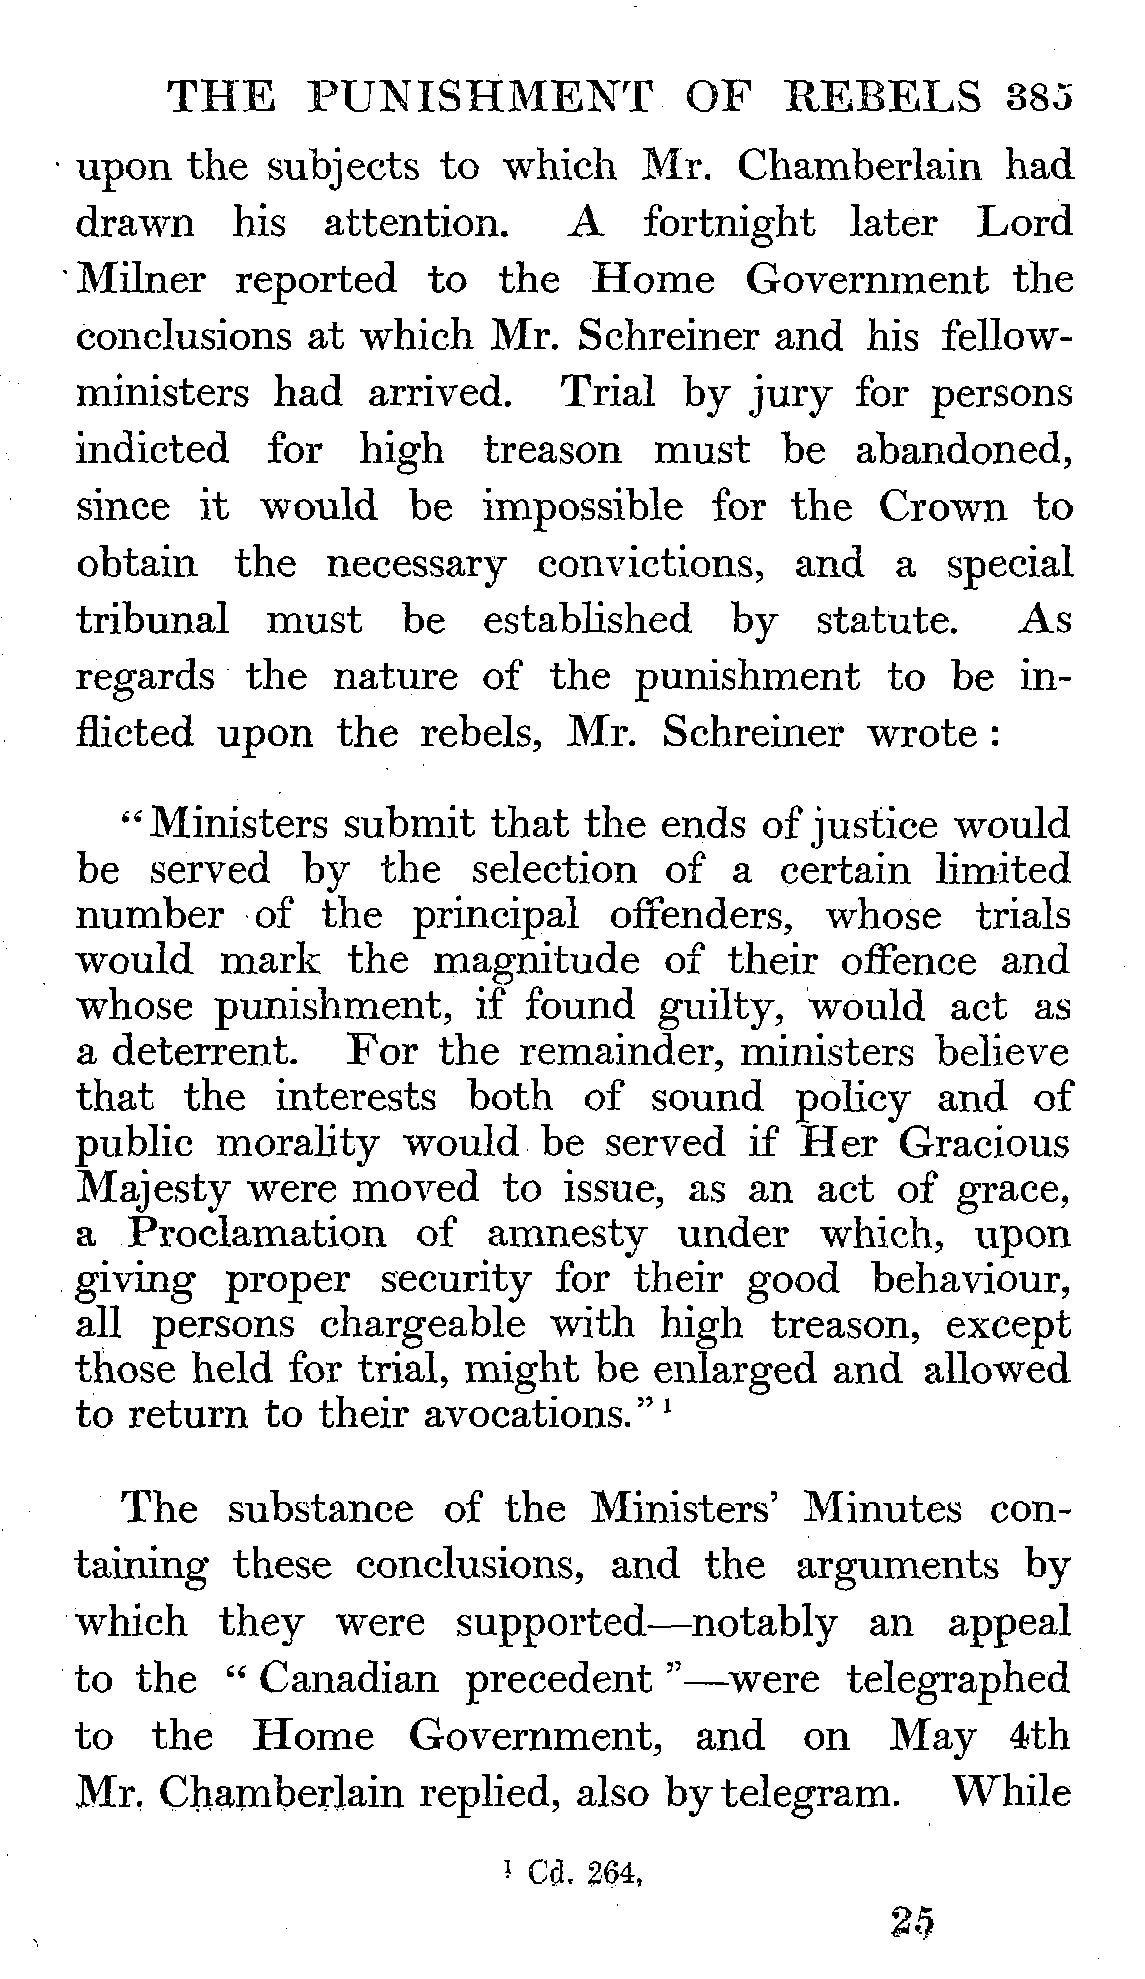 THE PUNISHMENT OF REBELS 385
upon the subjects to which Mr. Chamberlain had
drawn his attention. A fortnight later Lord
Milner reported to the Home Government the
conclusions at which Mr. Schreiner and his fellow-
ministers had arrived. Trial by jury for persons
indicted for high treason must be abandoned,
since it would be impossible for the Crown to
obtain the necessary convictions, and a special
tribunal must be established by statute. As
regards the nature of the punishment to be in-
flicted upon the rebels, Mr. Schreiner wrote :
“Ministers submit that the ends of justice would
be served by the selection of a certain limited
number of the principal offenders, whose trials
would mark the magnitude of their offence and
whose punishment, if found guilty, would act as
a deterrent. For the remainder, ministers believe
that the interests both of sound policy and of
public morality would be served if Her Gracious
Majesty were moved to issue, as an act of grace,
a Proclamation of amnesty under which, upon
giving proper security for their good behaviour,
all persons chargeable with high treason, except
those held for trial, might be enlarged and allowed
to return to their avocations.” ¹
The substance of the Ministers’ Minutes con-
taining these conclusions, and the arguments by
which they were supported—notably an appeal
to the “ Canadian precedent ”—were telegraphed
to the Home Government, and on May 4th
Mr. Chamberlain replied, also by telegram. While
¹ Cd. 264,
25